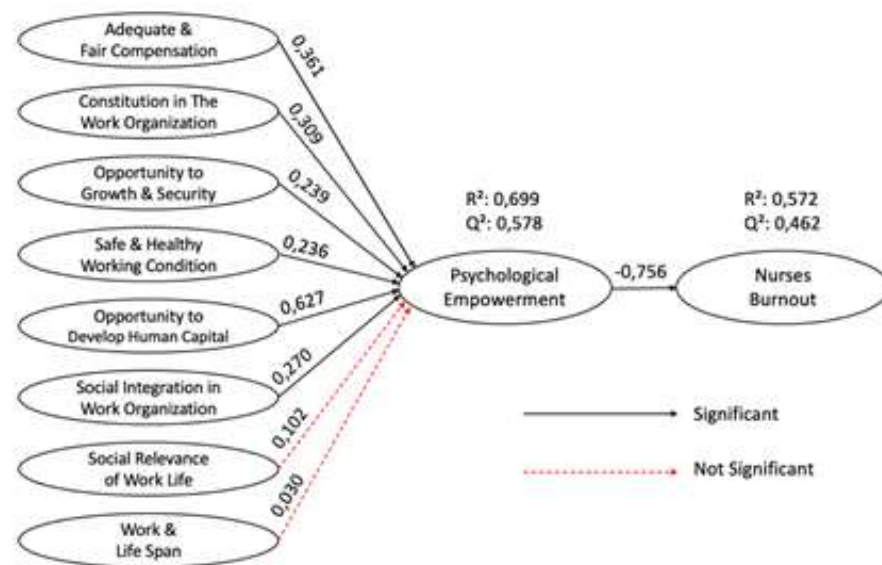 Adequate &
Fair Compensation
0,361
Constitution in The
Work Organization
0,309
Opportunity to
Growth & Security
0,239
R²: 0,699
Q²: 0,578
R²: 0,572
Q²: 0,462
Safe & Healthy
Working Condition
0,236
Psychological
Empowerment
-0,756
Nurses
Burnout
Opportunity to
Develop Human Capital
0,627
Social Integration in
Work Organization
0,270
Significant
Social Relevance
of Work Life
0,102
Not Significant
Work &
Life Span
0,030